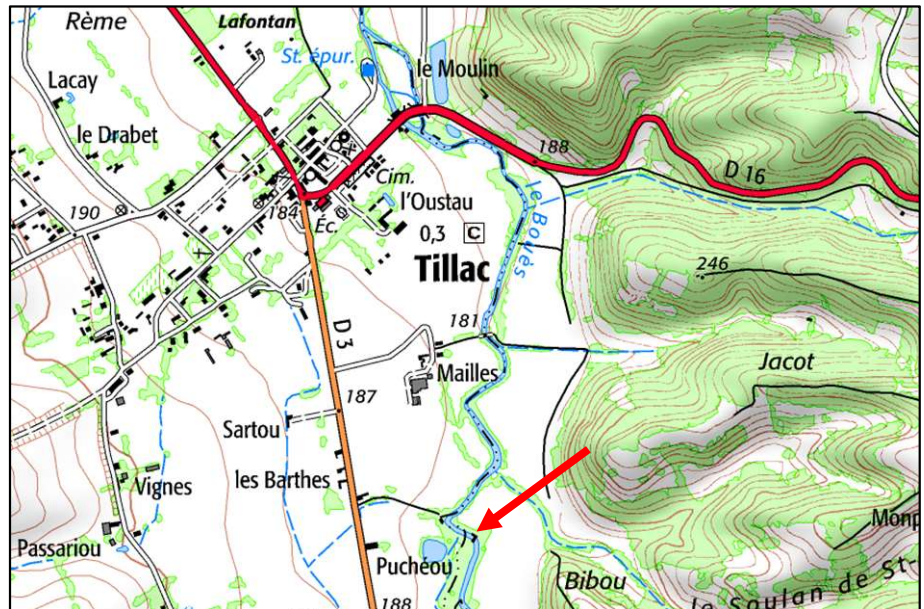 Rème
Lafontan
St. épur.
le Moulin
Lacay
le Drabet
188
D 16
Cim.
l'Oustau
190
184
Éc.
0,3 C
le Bouès
Tillac
246
181
D 3
Mailles
Jacot
187
Sartou
les Barthes
Vignes
Passariou
Puchéou
Monp
Bibou
le Soulan de St-
188